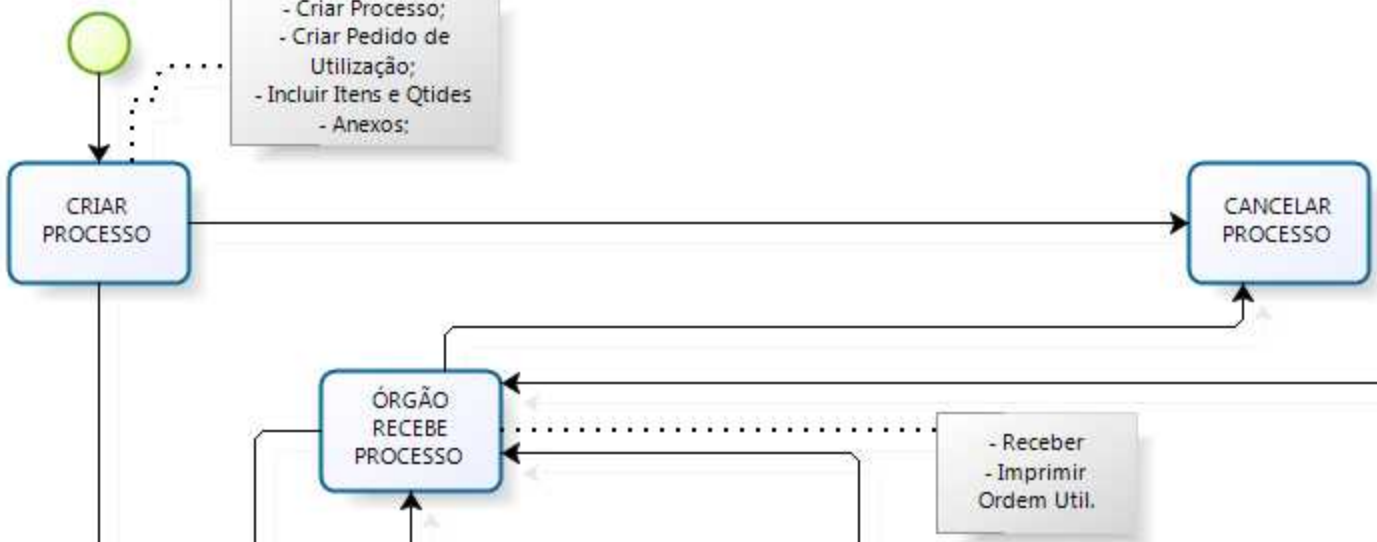 - Criar Processo;
- Criar Pedido de
Utilização;
- Incluir Itens e Qtides
- Anexos;
CRIAR
PROCESSO
CANCELAR
PROCESSO
ÓRGÃO
RECEBE
PROCESSO
- Receber
- Imprimir
Ordem Util.